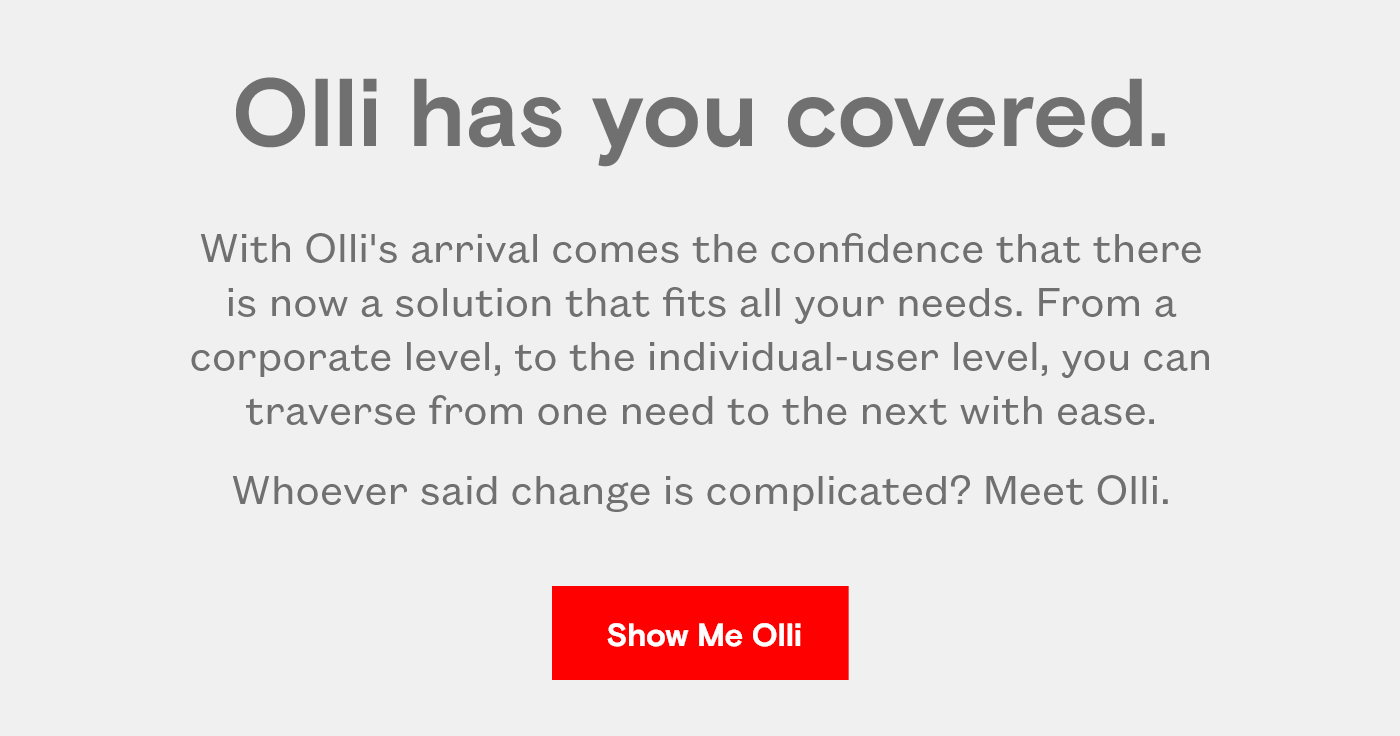 Olli has you covered.
With Olli's arrival comes the confidence that there
is now a solution that fits all your needs. From a
corporate level, to the individual-user level, you can
traverse from one need to the next with ease.
Whoever said change is complicated? Meet Olli.
Show Me Olli